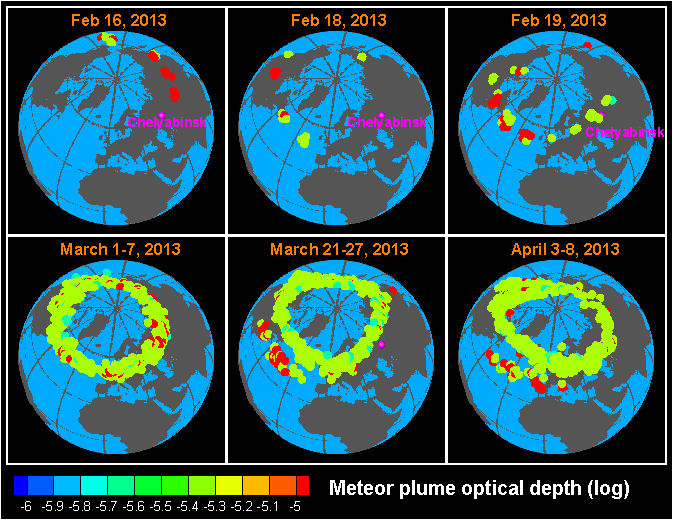 Feb 16, 2013
Feb 18, 2013
Feb 19, 2013
Chelyabinsk
Chelyabinsk
Chelyabinsk
March 1-7, 2013
March 21-27, 2013
April 3-8, 2013
Meteor plume optical depth (log)
-6 -5.9 -5.8 -5.7 -5.6 -5.5 -5.4 -5.3 -5.2 -5.1 -5